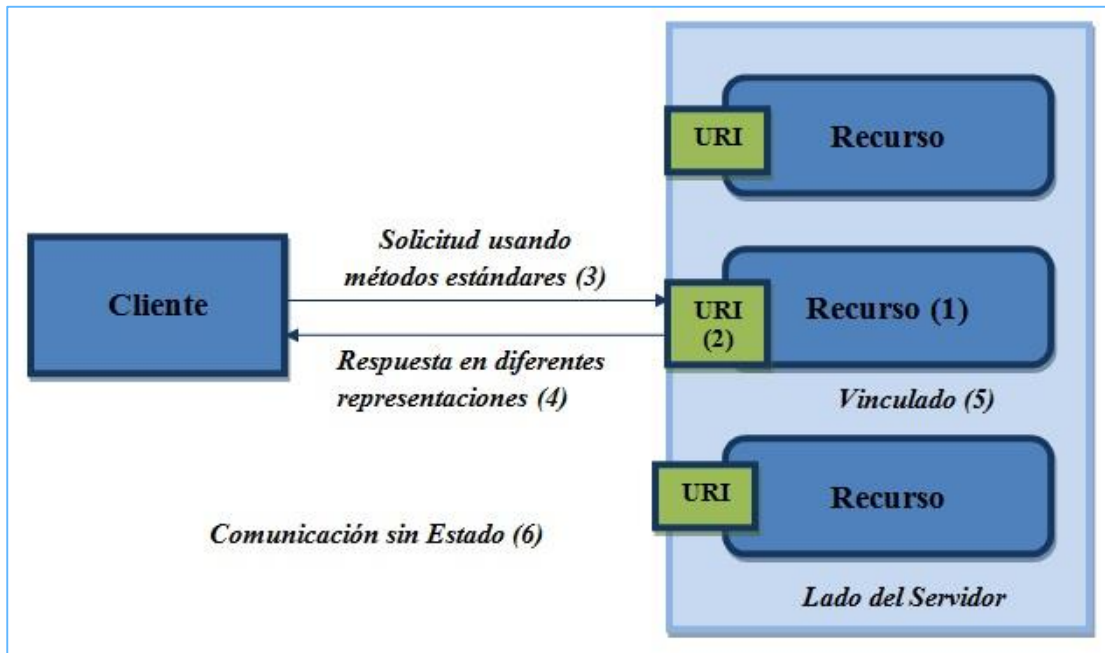 URI
Recurso
Solicitud usando
métodos estándares (3)
Cliente
URI
(2)
Recurso (1)
Respuesta en diferentes
representaciones (4)
Vinculado (5)
URI
Recurso
Comunicación sin Estado (6)
Lado del Servidor